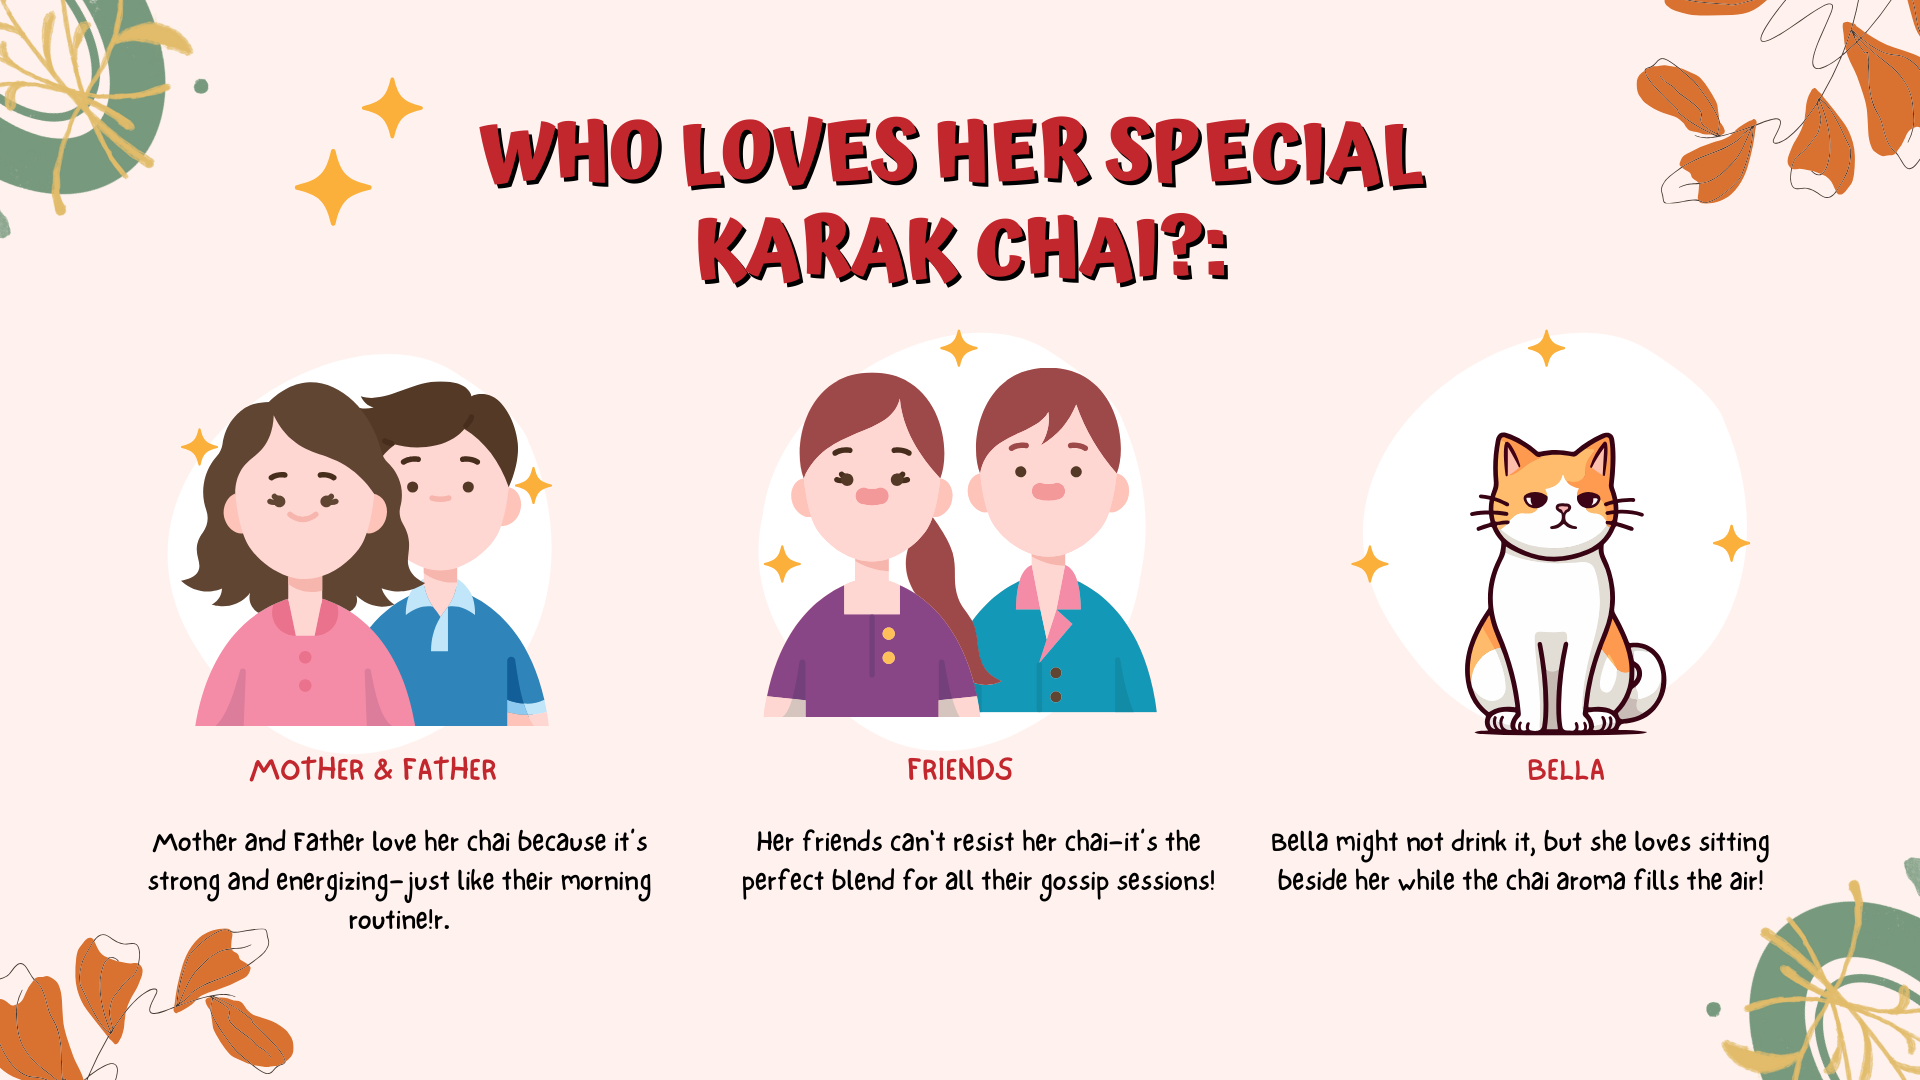 WHO LOVES HER SPECIAL
KARAK CHAI?:
MOTHER & FATHER
Mother and Father love her chai because it's
strong and energizing—just like their morning
routine!r.
FRIENDS
Her friends can't resist her chai—it's the
perfect blend for all their gossip sessions!
BELLA
Bella might not drink it, but she loves sitting
beside her while the chai aroma fills the air!